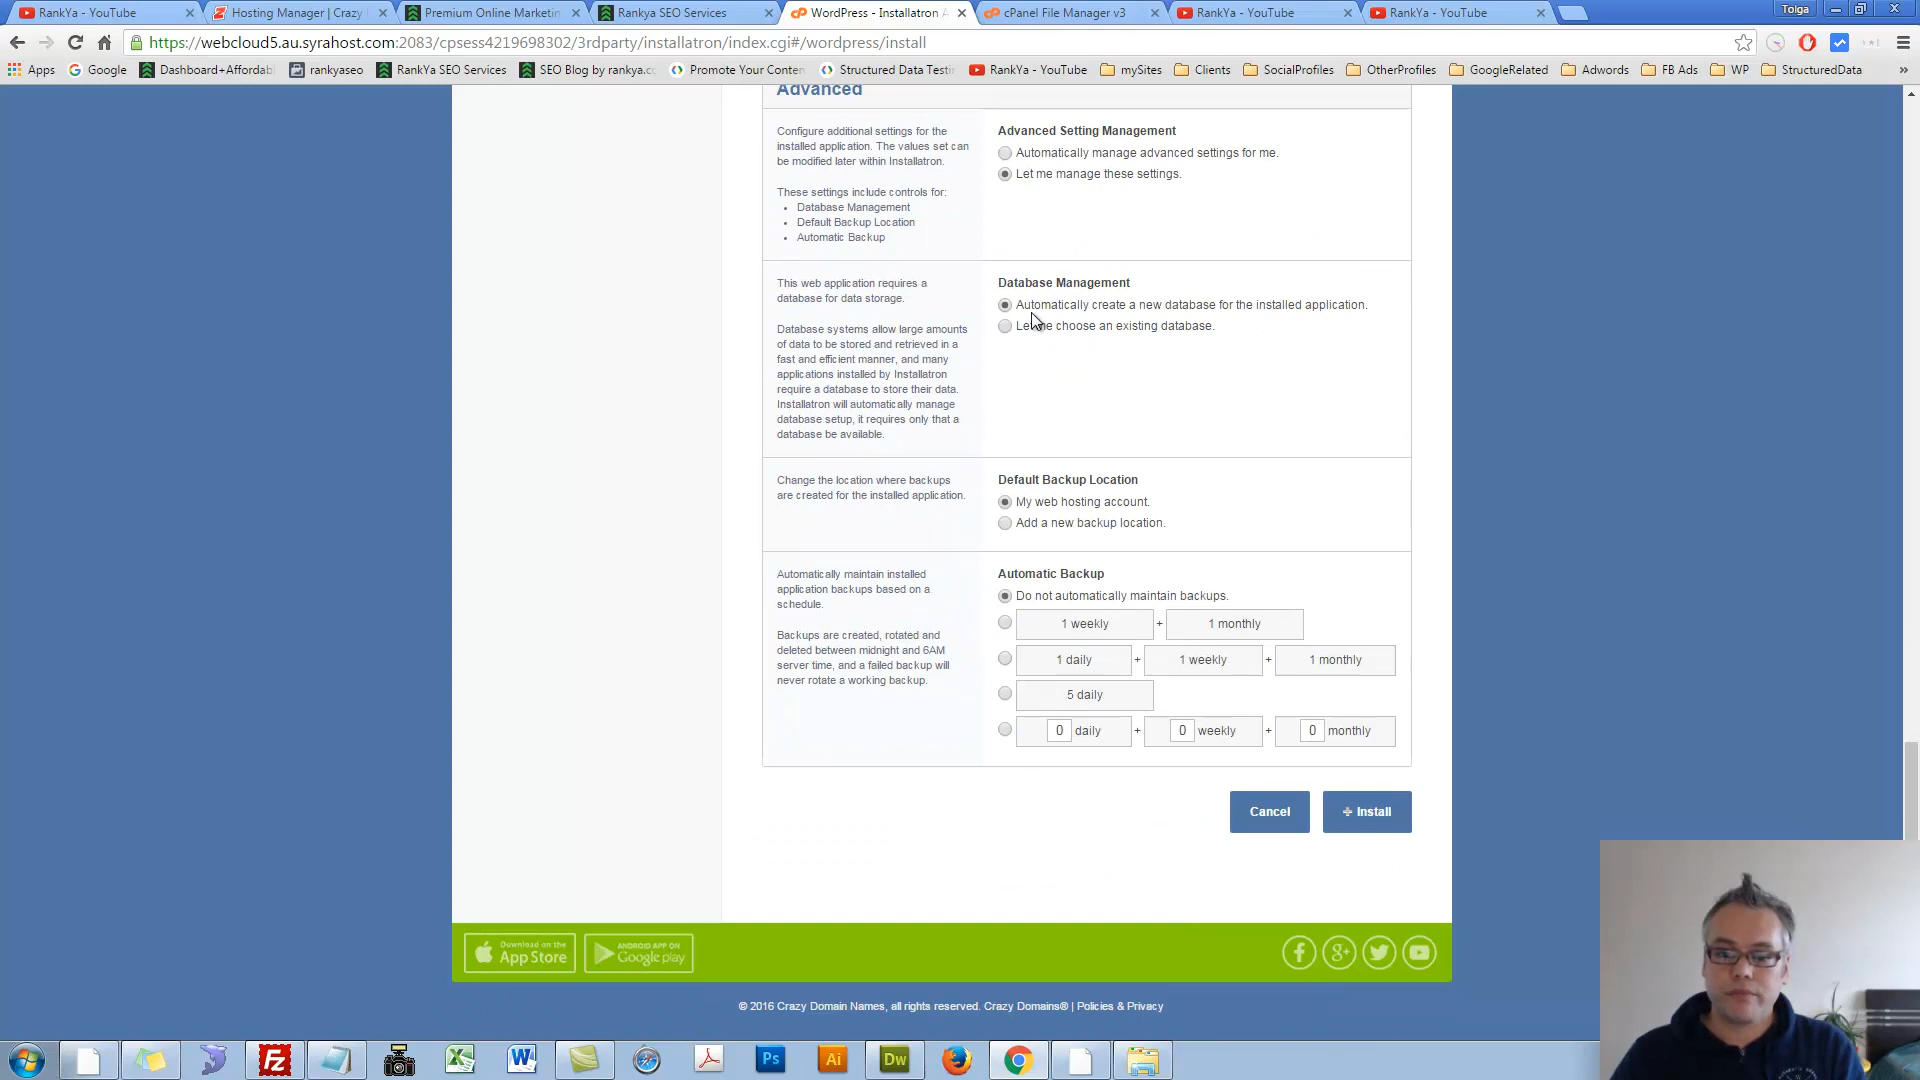 RankYa - YouTube
Hosting Manager | Crazy
Premium Online Marketin
Rankya SEO Services
WordPress - Installatron A
cPanel File Manager v3
RankYa - YouTube
RankYa - YouTube
Tolga
https://webcloud5.au.syrahost.com:2083/cpsess4219698302/3rdparty/installatron/index.cgi#/wordpress/install
Apps
Google
Dashboard+Affordab
rankyaseo
RankYa SEO Services
SEO Blog by rankya.co
Promote Your Conten
Structured Data Testi
RankYa - YouTube
mySites
Clients
SocialProfiles
OtherProfiles
GoogleRelated
Adwords
FB Ads
WP
StructuredData
»
Advanced
Configure additional settings for the
installed application. The values set can
be modified later within Installatron.
These settings include controls for:
• Database Management
• Default Backup Location
• Automatic Backup
Advanced Setting Management
Automatically manage advanced settings for me.
Let me manage these settings.
This web application requires a
database for data storage.
Database systems allow large amounts
of data to be stored and retrieved in a
fast and efficient manner, and many
applications installed by Installatron
require a database to store their data.
Installatron will automatically manage
database setup, it requires only that a
database be available.
Database Management
Automatically create a new database for the installed application.
Let me choose an existing database.
Change the location where backups
are created for the installed application.
Default Backup Location
My web hosting account.
Add a new backup location.
Automatically maintain installed
application backups based on a
schedule.
Backups are created, rotated and
deleted between midnight and 6AM
server time, and a failed backup will
never rotate a working backup.
Automatic Backup
Do not automatically maintain backups.
1 weekly + 1 monthly
1 daily + 1 weekly + 1 monthly
5 daily
0 daily + 0 weekly + 0 monthly
Cancel
+ Install
Download on the
App Store
ANDROID APP ON
Google play
© 2016 Crazy Domain Names, all rights reserved. Crazy Domains® | Policies & Privacy
Fz
Ps
Ai
Dw